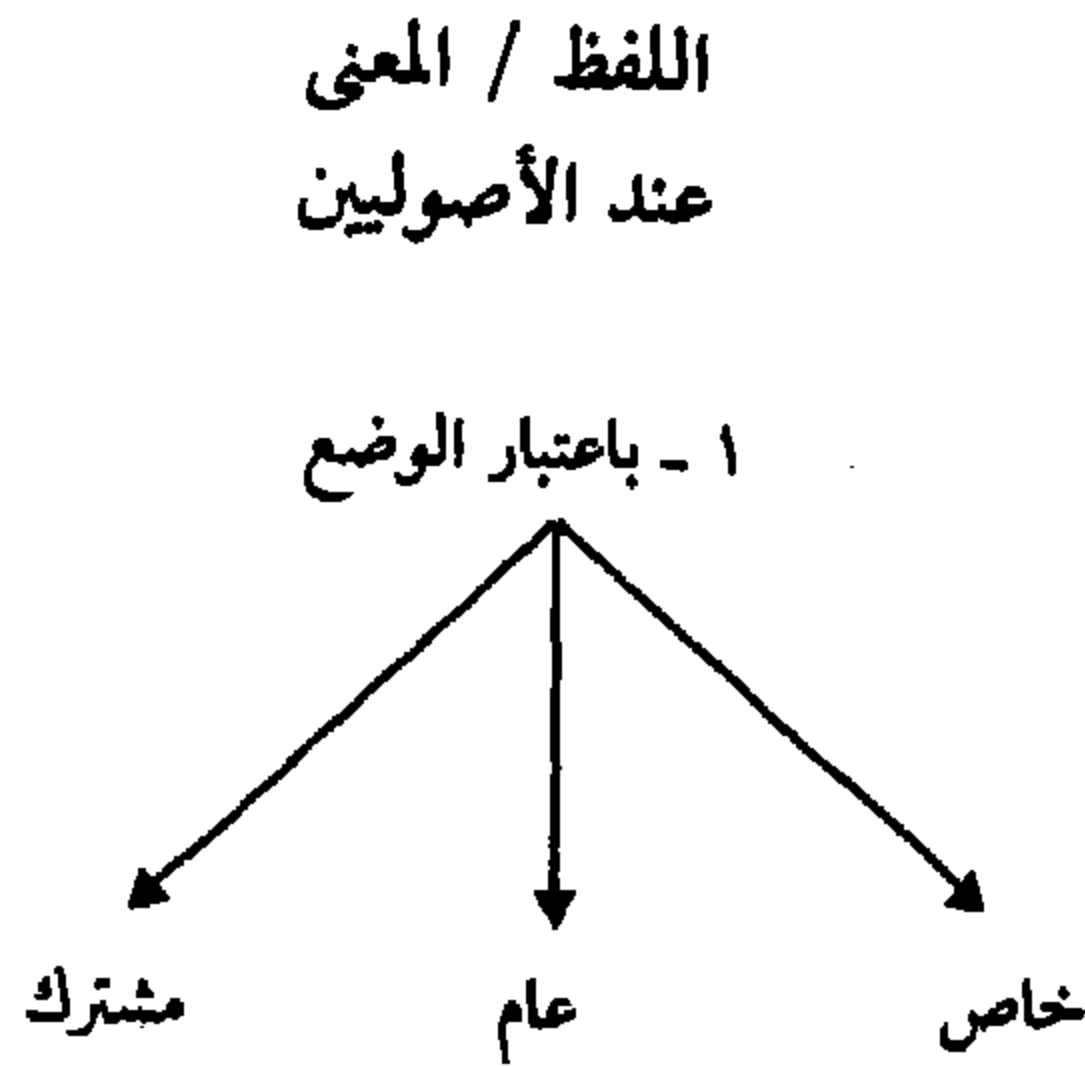 اللفظ / المعنى
عند الأصوليين
١ ـ باعتبار الوضع
خاص عام مشترك